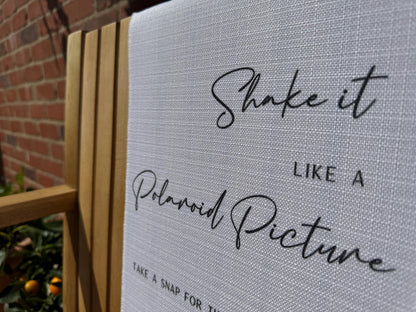 Shake it
LIKE A
Polaroid Picture
TAKE A SNAP FOR